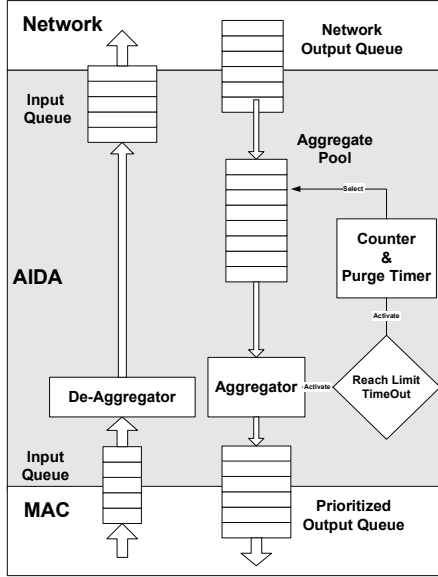 Network
Network
Output Queue
Input
Queue
Aggregate
Pool
Select
Counter
&
Purge Timer
AIDA
Activate
De-Aggregator
Aggregator
Activate
Reach Limit
TimeOut
Input
Queue
MAC
Prioritized
Output Queue